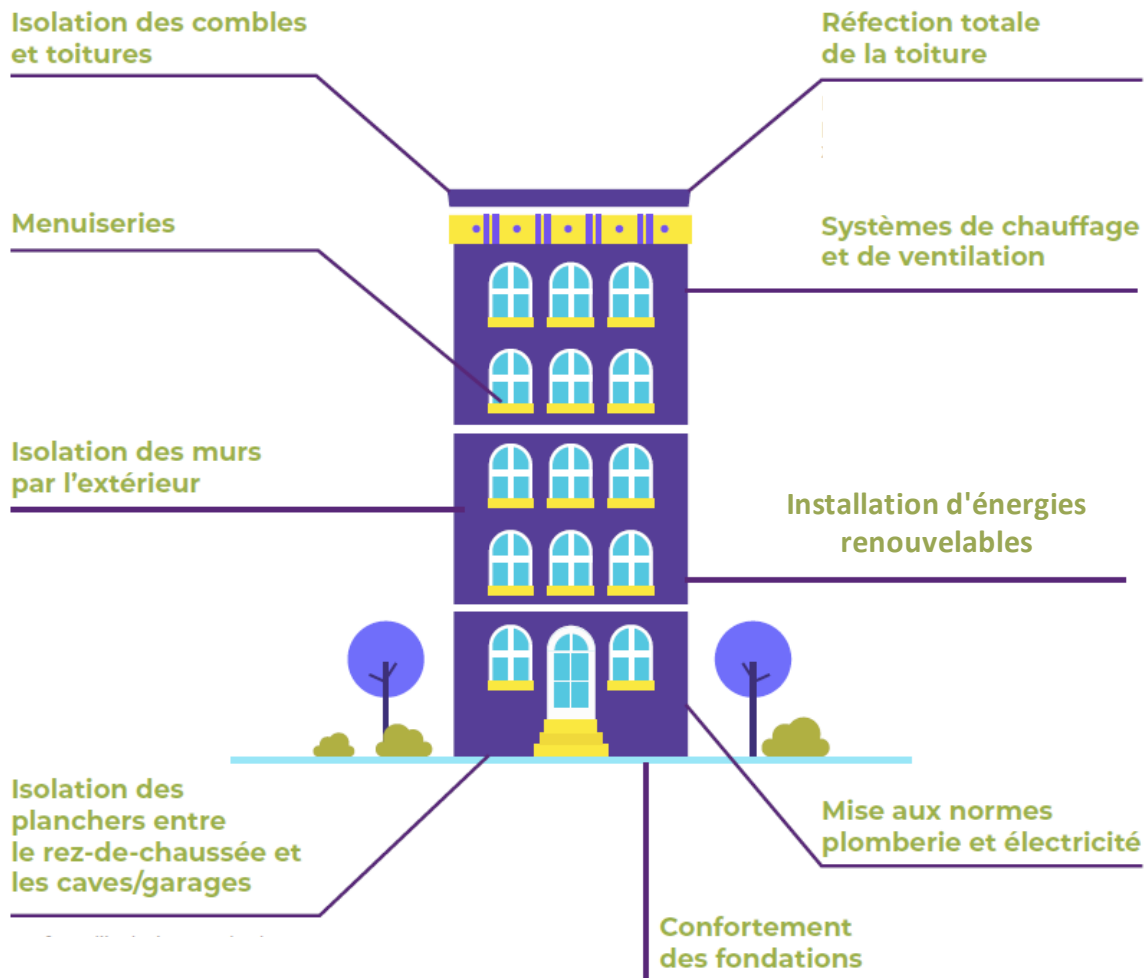 Isolation des combles
et toitures
Réfection totale
de la toiture
Menuiseries
Systèmes de chauffage
et de ventilation
Isolation des murs
par l'extérieur
Installation d'énergies
renouvelables
Isolation des
planchers entre
le rez-de-chaussée et
les caves/garages
Mise aux normes
plomberie et électricité
Confortement
des fondations